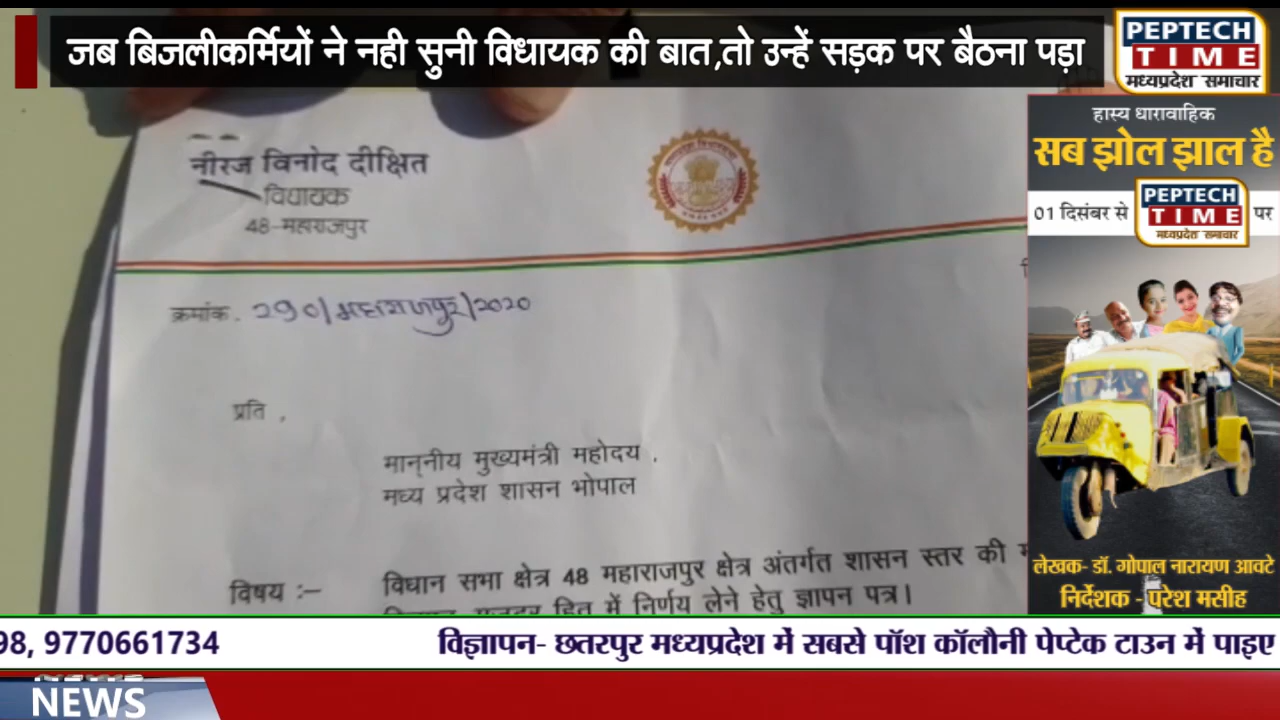 जब बिजलीकर्मियों ने नही सुनी विधायक की बात,तो उन्हें सड़क पर बैठना पड़ा
PEPTECH
TIME
मध्यप्रदेश समाचार
हास्य धारावाहिक
सब झोल झाल है
01 दिसंबर से
PEPTECH
TIME
मध्यप्रदेश समाचार
पर
लेखक- डॉ. गोपाल नारायण आवटे
निर्देशक - परेश मसीह
नीरज विनोद दीक्षित
विधायक
48-महाराजपुर
क्रमांक. 290/महाराजपुर/2020
प्रति ,
माननीय मुख्यमंत्री महोदय .
मध्य प्रदेश शासन भोपाल
विषय :— विधान सभा क्षेत्र 48 महाराजपुर क्षेत्र अंतर्गत शासन स्तर की
हित में निर्णय लेने हेतु ज्ञापन पत्र।
98, 9770661734
विज्ञापन- छतरपुर मध्यप्रदेश में सबसे पॉश कॉलौनी पेप्टेक टाउन में पाइए
NEWS